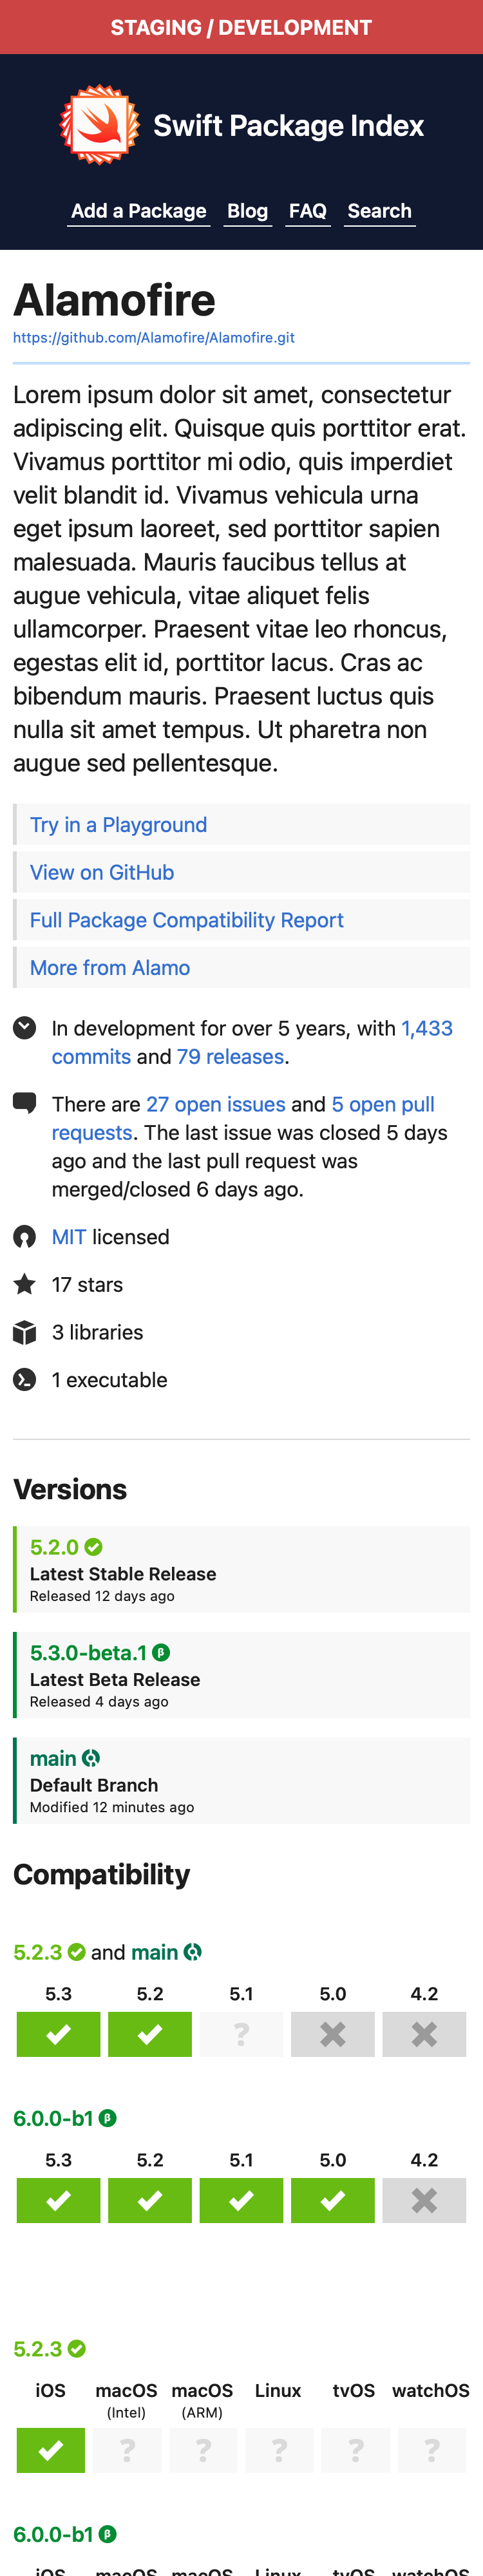 STAGING / DEVELOPMENT
Swift Package Index
Add a Package Blog FAQ Search
Alamofire
https://github.com/Alamofire/Alamofire.git
Lorem ipsum dolor sit amet, consectetur
adipiscing elit. Quisque quis porttitor erat.
Vivamus porttitor mi odio, quis imperdiet
velit blandit id. Vivamus vehicula urna
eget ipsum laoreet, sed porttitor sapien
malesuada. Mauris faucibus tellus at
augue vehicula, vitae aliquet felis
ullamcorper. Praesent vitae leo rhoncus,
egestas elit id, porttitor lacus. Cras ac
bibendum mauris. Praesent luctus quis
nulla sit amet tempus. Ut pharetra non
augue sed pellentesque.
Try in a Playground
View on GitHub
Full Package Compatibility Report
More from Alamo
In development for over 5 years, with 1,433
commits and 79 releases.
There are 27 open issues and 5 open pull
requests. The last issue was closed 5 days
ago and the last pull request was
merged/closed 6 days ago.
MIT licensed
17 stars
3 libraries
1 executable
Versions
5.2.0
Latest Stable Release
Released 12 days ago
5.3.0-beta.1 β
Latest Beta Release
Released 4 days ago
main
Default Branch
Modified 12 minutes ago
Compatibility
5.2.3 and main
5.3 5.2 5.1 5.0 4.2
?
6.0.0-b1 β
5.3 5.2 5.1 5.0 4.2
5.2.3
iOS macOS macOS Linux tvOS watchOS
(Intel) (ARM)
? ? ? ? ?
6.0.0-b1 β
iOS macOS macOS Linux tvOS watchOS